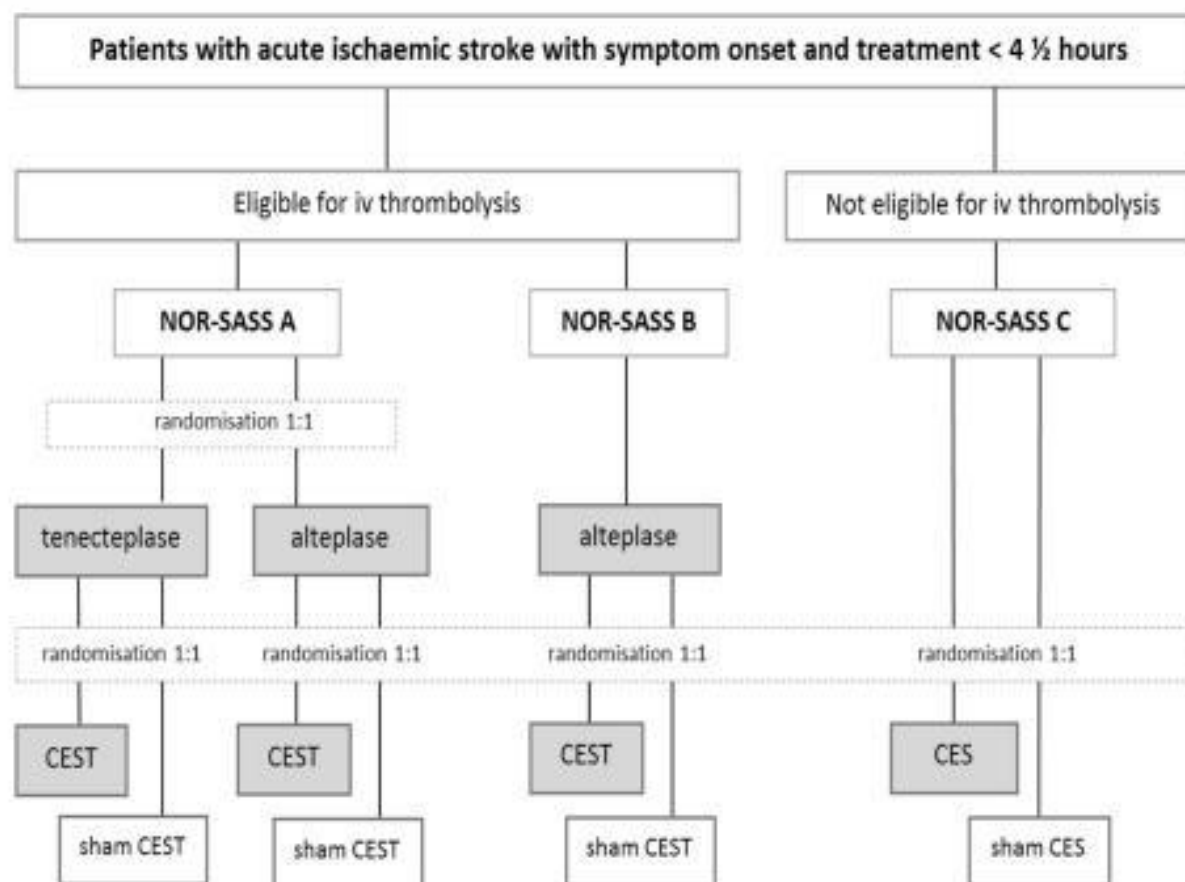 Patients with acute ischaemic stroke with symptom onset and treatment < 4 ½ hours
Eligible for iv thrombolysis
Not eligible for iv thrombolysis
NOR-SASS A
NOR-SASS B
NOR-SASS C
randomisation 1:1
tenecteplase
alteplase
alteplase
randomisation 1:1
randomisation 1:1
randomisation 1:1
randomisation 1:1
CEST
CEST
CEST
CES
sham CEST
sham CEST
sham CEST
sham CES